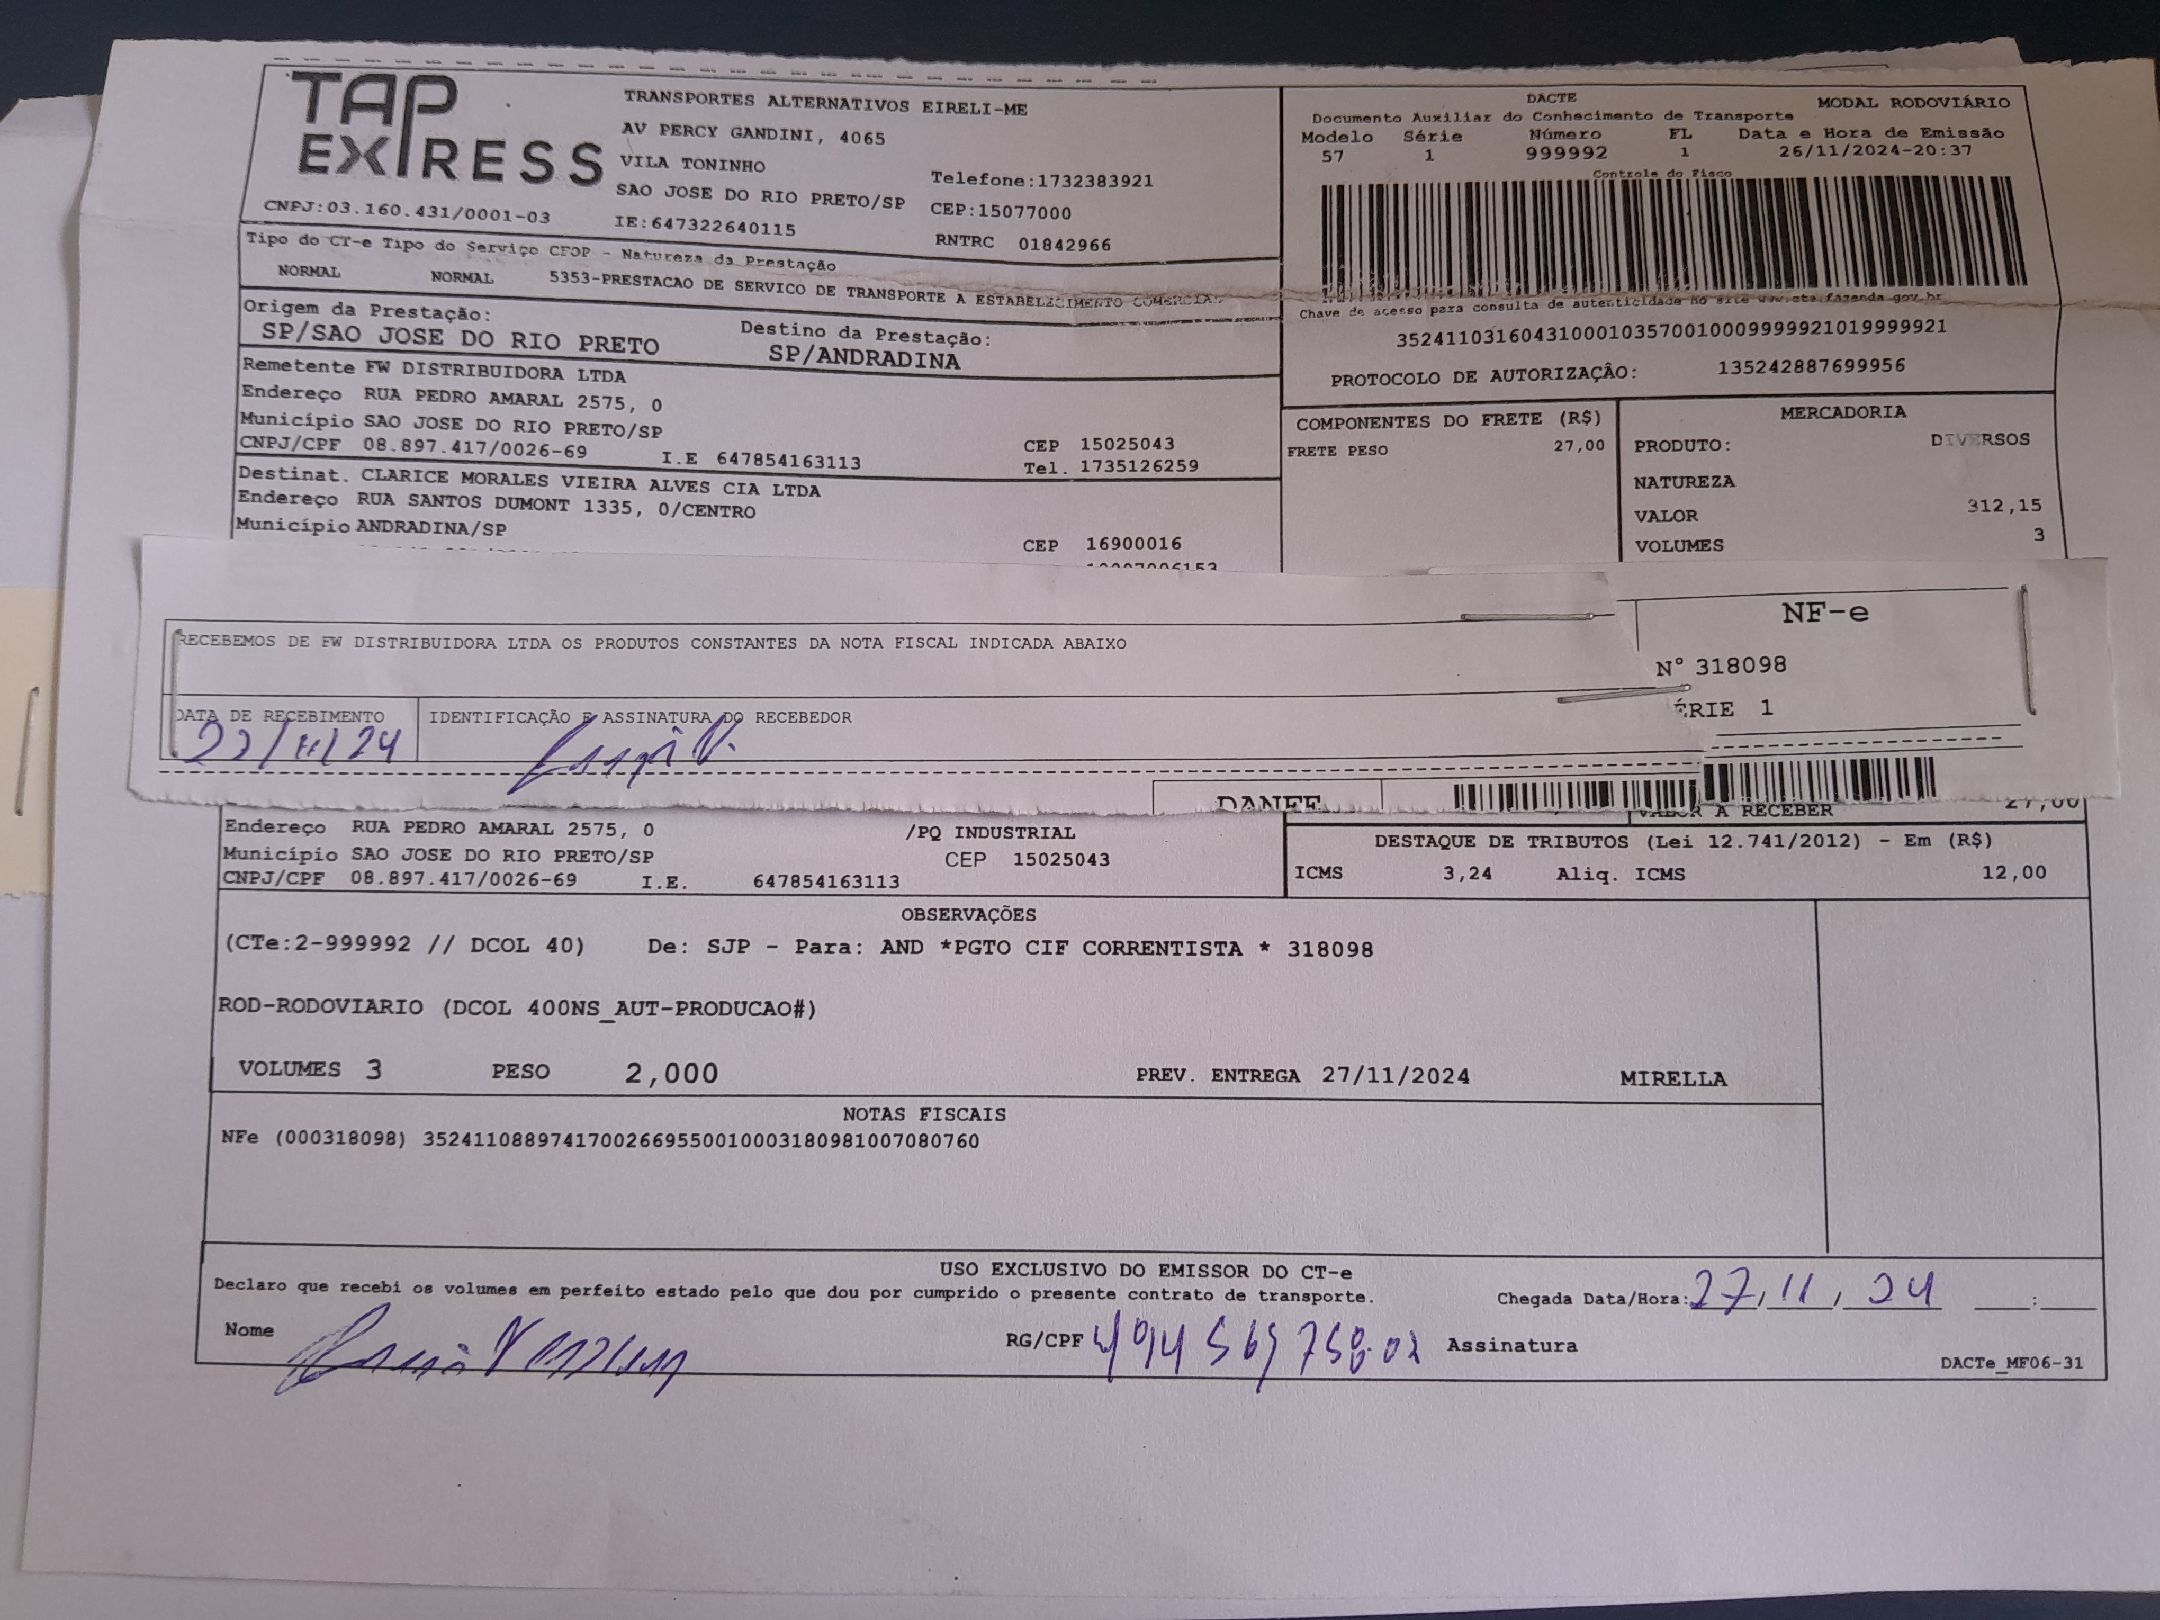 TAP EXPRESS
TRANSPORTES ALTERNATIVOS EIRELI-ME
AV PERCY GANDINI, 4065
VILA TONINHO
Telefone:1732383921
SAO JOSE DO RIO PRETO/SP CEP:15077000
CNPJ:03.160.431/0001-03 IE:647322640115 RNTRC 01842966
DACTE MODAL RODOVIÁRIO
Documento Auxiliar do Conhecimento de Transporte
Modelo Série Número FL Data e Hora de Emissão
57 1 999992 1 26/11/2024-20:37
Controle do Fisco
Chave de acesso para consulta de autenticidade no site www.cte.fazenda.gov.br
35241103160431000103570010009999921019999921
PROTOCOLO DE AUTORIZAÇÃO: 135242887699956
Tipo do CT-e Tipo do Serviço CFOP - Natureza da Prestação
NORMAL NORMAL 5353-PRESTACAO DE SERVICO DE TRANSPORTE A ESTABELECIMENTO COMERCIAL
Origem da Prestação: Destino da Prestação:
SP/SAO JOSE DO RIO PRETO SP/ANDRADINA
Remetente FW DISTRIBUIDORA LTDA
Endereço RUA PEDRO AMARAL 2575, 0
Município SAO JOSE DO RIO PRETO/SP CEP 15025043
CNPJ/CPF 08.897.417/0026-69 I.E 647854163113 Tel. 1735126259
Destinat. CLARICE MORALES VIEIRA ALVES CIA LTDA
Endereço RUA SANTOS DUMONT 1335, 0/CENTRO
Município ANDRADINA/SP CEP 16900016
COMPONENTES DO FRETE (R$)
FRETE PESO 27,00
MERCADORIA
PRODUTO: DIVERSOS
NATUREZA
VALOR 312,15
VOLUMES 3
RECEBEMOS DE FW DISTRIBUIDORA LTDA OS PRODUTOS CONSTANTES DA NOTA FISCAL INDICADA ABAIXO
NF-e
N° 318098
ÉRIE 1
DATA DE RECEBIMENTO IDENTIFICAÇÃO E ASSINATURA DO RECEBEDOR
DANFE
VALOR A RECEBER 27,00
Endereço RUA PEDRO AMARAL 2575, 0 /PQ INDUSTRIAL
Município SAO JOSE DO RIO PRETO/SP CEP 15025043
CNPJ/CPF 08.897.417/0026-69 I.E. 647854163113
DESTAQUE DE TRIBUTOS (Lei 12.741/2012) - Em (R$)
ICMS 3,24 Aliq. ICMS 12,00
OBSERVAÇÕES
(CTe:2-999992 // DCOL 40) De: SJP - Para: AND *PGTO CIF CORRENTISTA * 318098
ROD-RODOVIARIO (DCOL 400NS_AUT-PRODUCAO#)
VOLUMES 3 PESO 2,000 PREV. ENTREGA 27/11/2024 MIRELLA
NOTAS FISCAIS
NFe (000318098) 35241108897417002669550010003180981007080760
USO EXCLUSIVO DO EMISSOR DO CT-e
Declaro que recebi os volumes em perfeito estado pelo que dou por cumprido o presente contrato de transporte.
Chegada Data/Hora: 27, 11, 24 :
Nome RG/CPF Assinatura
DACTe_MF06-31